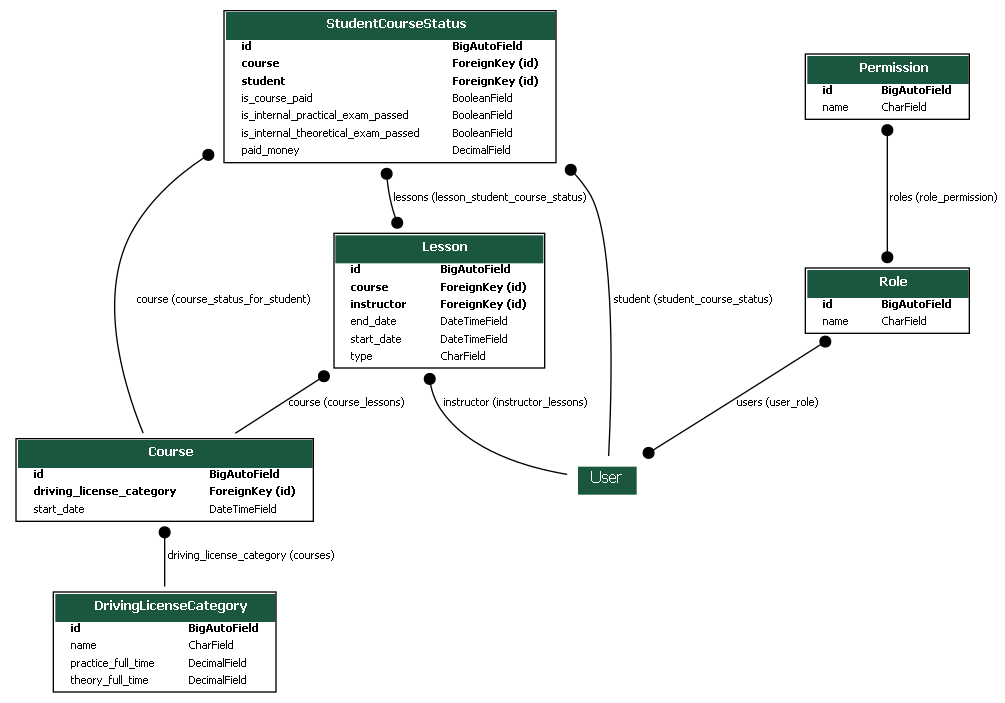 StudentCourseStatus
id BigAutoField
course ForeignKey (id)
student ForeignKey (id)
is_course_paid BooleanField
is_internal_practical_exam_passed BooleanField
is_internal_theoretical_exam_passed BooleanField
paid_money DecimalField
Permission
id BigAutoField
name CharField
lessons (lesson_student_course_status)
roles (role_permission)
Lesson
id BigAutoField
course ForeignKey (id)
instructor ForeignKey (id)
end_date DateTimeField
start_date DateTimeField
type CharField
Role
id BigAutoField
name CharField
course (course_status_for_student)
student (student_course_status)
course (course_lessons)
instructor (instructor_lessons)
users (user_role)
Course
id BigAutoField
driving_license_category ForeignKey (id)
start_date DateTimeField
User
driving_license_category (courses)
DrivingLicenseCategory
id BigAutoField
name CharField
practice_full_time DecimalField
theory_full_time DecimalField